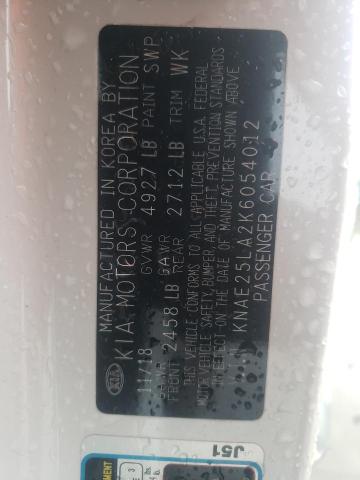 MANUFACTURED IN KOREA BY
KIA MOTORS CORPORATION
11/18 GVWR 4927 LB PAINT SWP
GAWR
FRONT 2458 LB REAR 2712 LB TRIM WK
THIS VEHICLE CONFORMS TO ALL APPLICABLE U.S.A. FEDERAL
MOTOR VEHICLE SAFETY, BUMPER, AND THEFT PREVENTION STANDARDS
IN EFFECT ON THE DATE OF MANUFACTURE SHOWN ABOVE
KNAE25LA2K6054012
PASSENGER CAR
KIA
J51
3